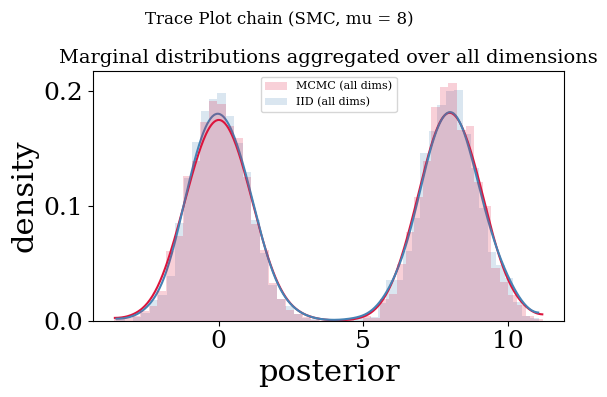 Trace Plot chain (SMC, mu = 8)
Marginal distributions aggregated over all dimensions
MCMC (all dims)
IID (all dims)
0.2
0.1
0.0
density
0 5 10
posterior